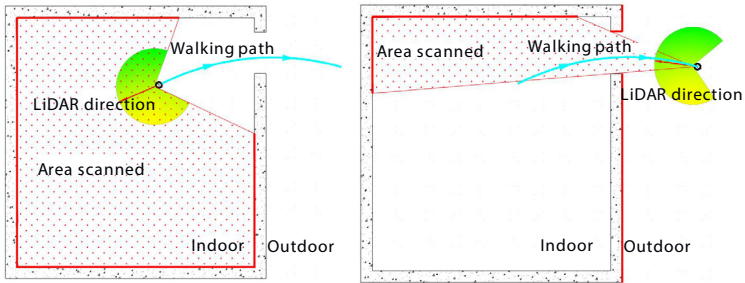 Walking path
LiDAR direction
Area scanned
Indoor
Outdoor
Area scanned
Walking path
LiDAR direction
Indoor
Outdoor